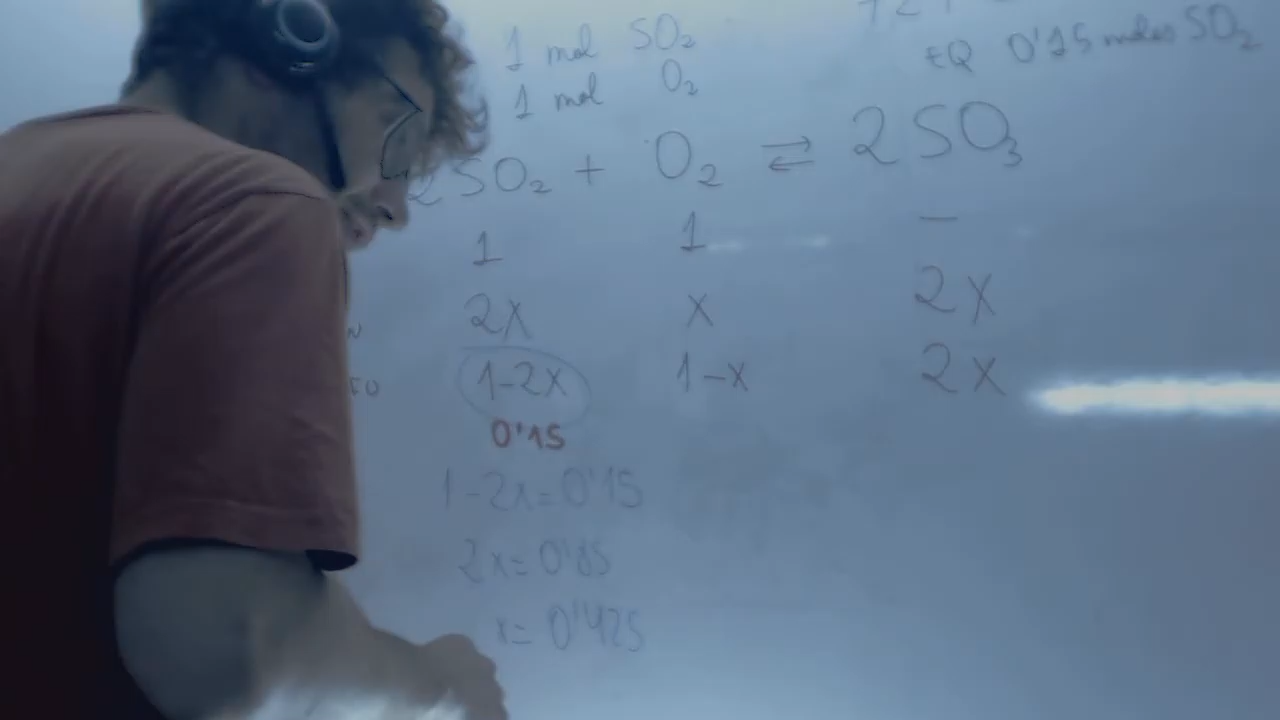 1 mol SO₂
1 mol O₂
EQ 0'15 moles SO₂
2SO₂ + O₂ ⇌ 2SO₃
1 1 —
2x x 2x
1-2x 1-x 2x
0'15
1-2x=0'15
2x=0'85
x=0'425